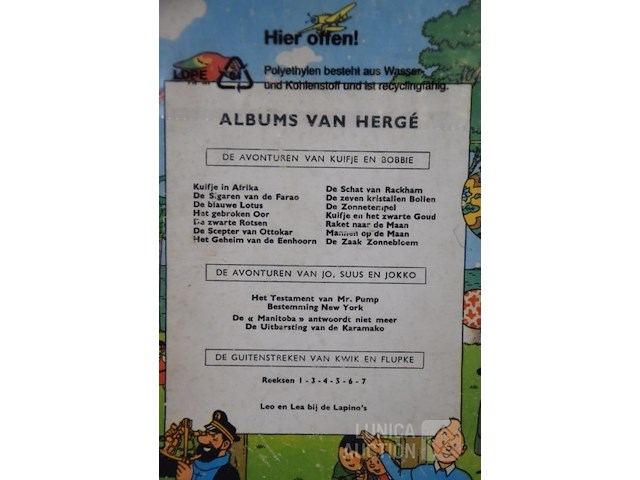 Hier öffen!
LOPE
Polyethylen besteht aus Wasser-
und Kohlenstoff und ist recyclingfähig.
ALBUMS VAN HERGÉ
DE AVONTUREN VAN KUIFJE EN BOBBIE
Kuifje in Afrika
De Sigaren van de Farao
De blauwe Lotus
Het gebroken Oor
De zwarte Rotsen
De Scepter van Ottokar
Het Geheim van de Eenhoorn
De Schat van Rackham
De zeven kristallen Bollen
De Zonnetempel
Kuifje en het zwarte Goud
Raket naar de Maan
Mannen op de Maan
De Zaak Zonnebloem
DE AVONTUREN VAN JO, SUUS EN JOKKO
Het Testament van Mr. Pump
Bestemming New York
De « Manitoba » antwoordt niet meer
De Uitbarsting van de Karamako
DE GUITENSTREKEN VAN KWIK EN FLUPKE
Reeksen 1 - 3 - 4 - 5 - 6 - 7
Leo en Lea bij de Lapino's
LUNICA
AUCTION